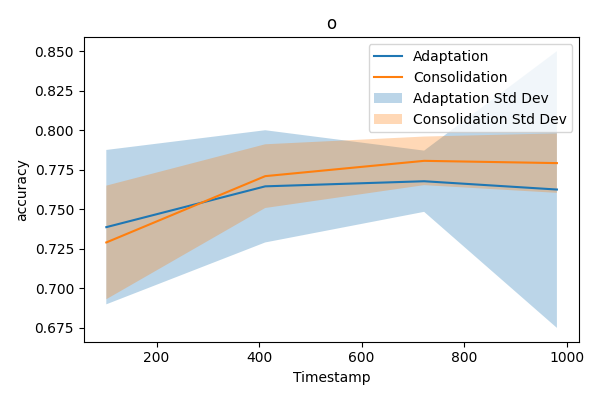 o
0.850
0.825
0.800
0.775
0.750
0.725
0.700
0.675
accuracy
Adaptation
Consolidation
Adaptation Std Dev
Consolidation Std Dev
200
400
600
800
1000
Timestamp